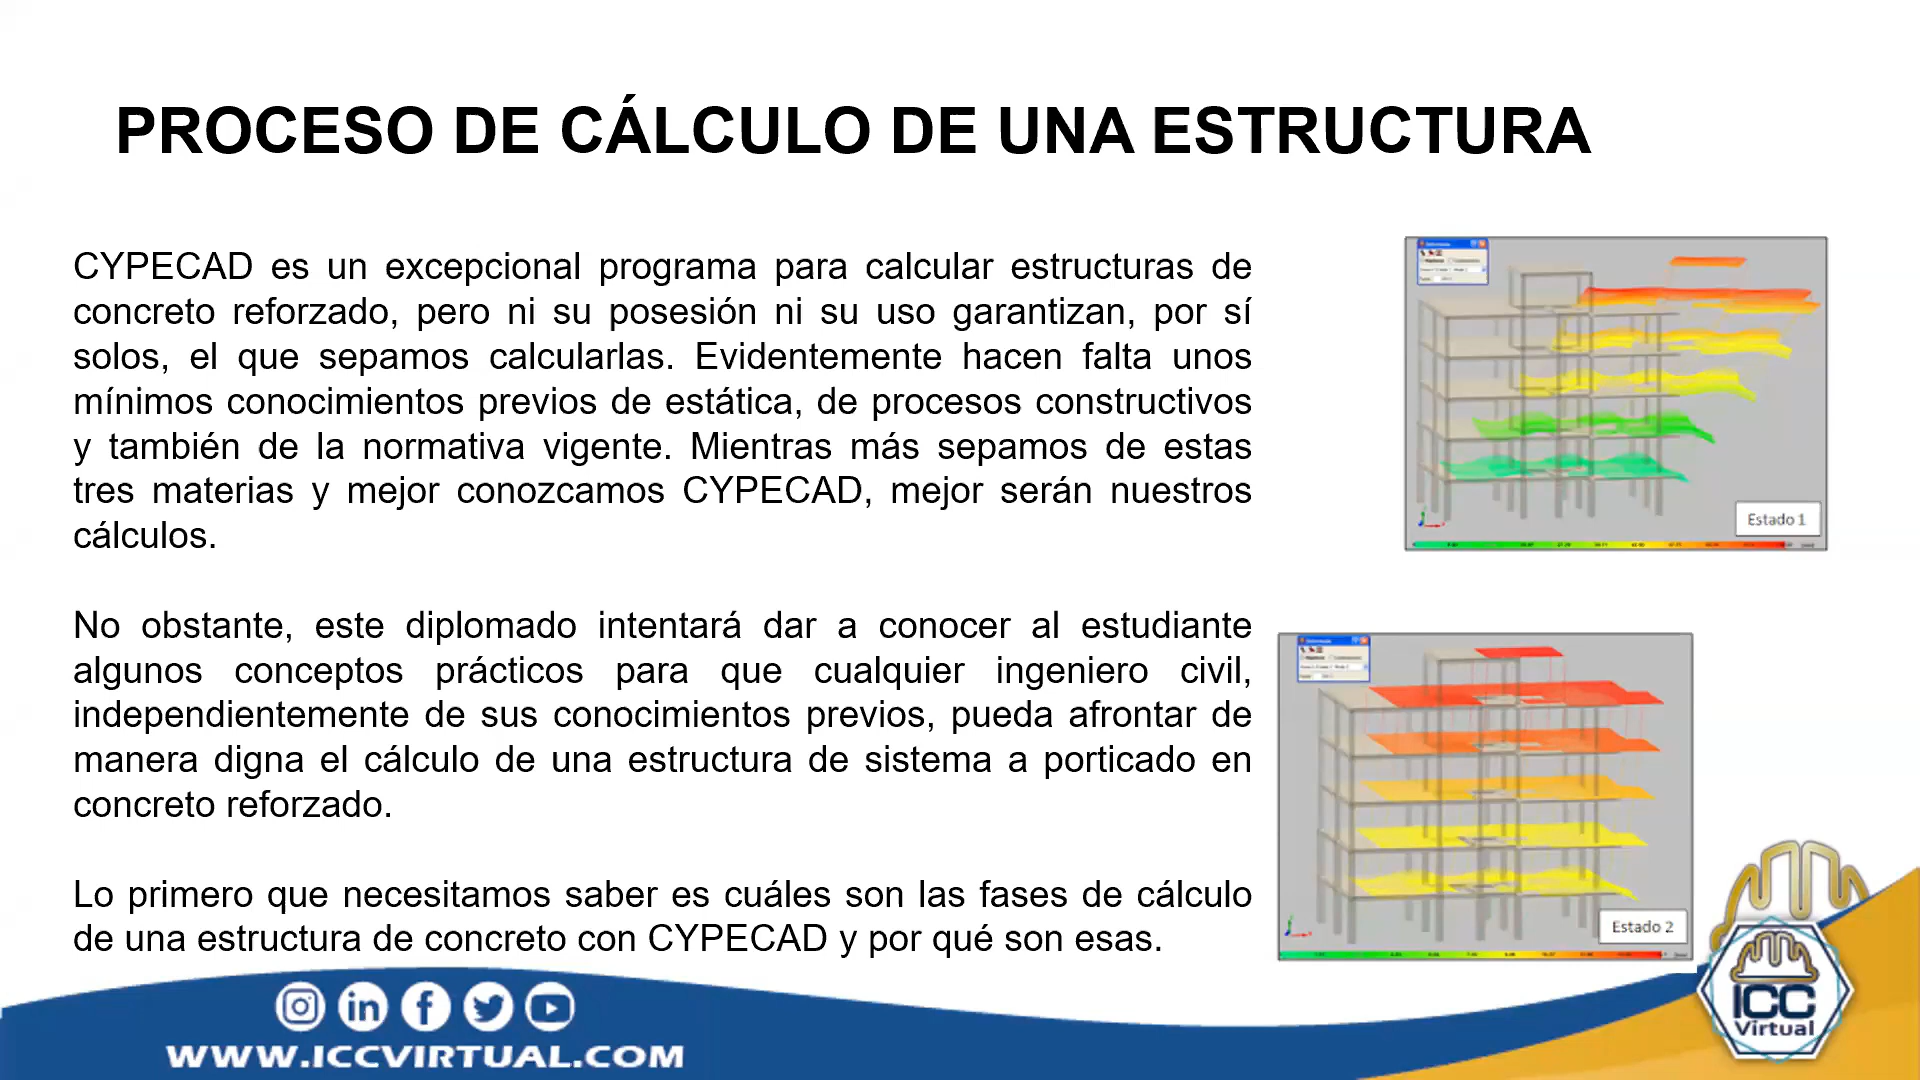 PROCESO DE CÁLCULO DE UNA ESTRUCTURA
CYPECAD es un excepcional programa para calcular estructuras de
concreto reforzado, pero ni su posesión ni su uso garantizan, por sí
solos, el que sepamos calcularlas. Evidentemente hacen falta unos
mínimos conocimientos previos de estática, de procesos constructivos
y también de la normativa vigente. Mientras más sepamos de estas
tres materias y mejor conozcamos CYPECAD, mejor serán nuestros
cálculos.
No obstante, este diplomado intentará dar a conocer al estudiante
algunos conceptos prácticos para que cualquier ingeniero civil,
independientemente de sus conocimientos previos, pueda afrontar de
manera digna el cálculo de una estructura de sistema a porticado en
concreto reforzado.
Lo primero que necesitamos saber es cuáles son las fases de cálculo
de una estructura de concreto con CYPECAD y por qué son esas.
Estado 1
Estado 2
WWW.ICCVIRTUAL.COM
ICC
Virtual